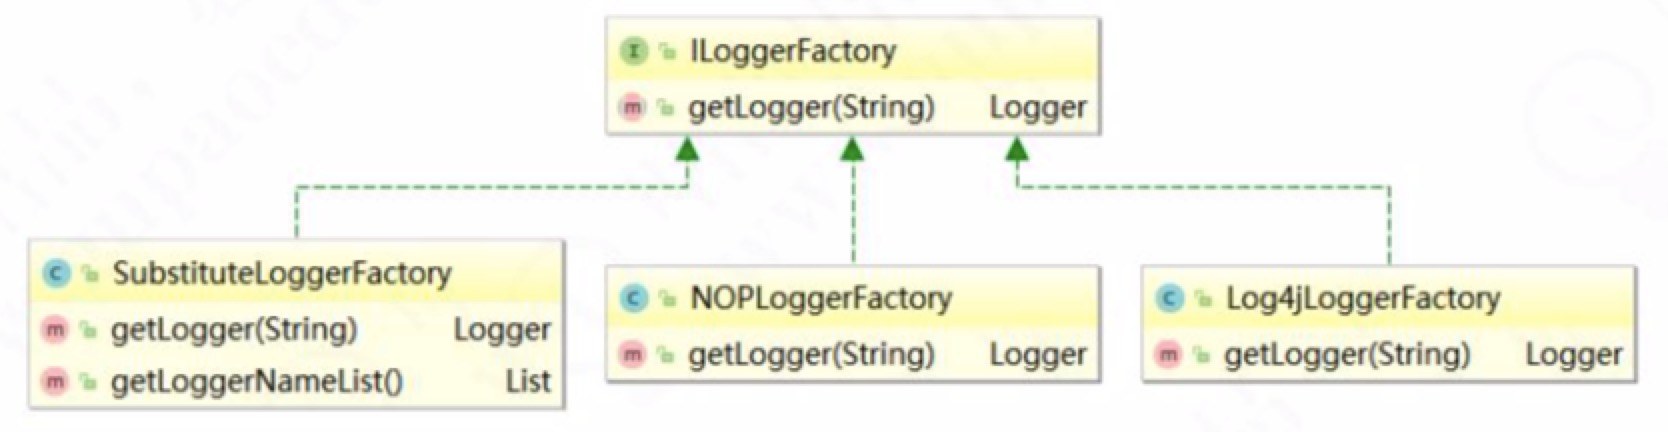 ILoggerFactory
getLogger(String) Logger
SubstituteLoggerFactory
getLogger(String) Logger
getLoggerNameList() List
NOPLoggerFactory
getLogger(String) Logger
Log4jLoggerFactory
getLogger(String) Logger